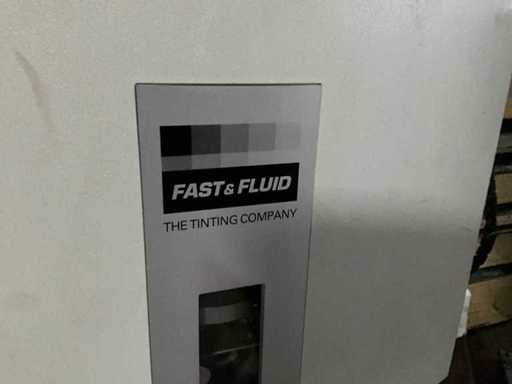 FAST & FLUID
THE TINTING COMPANY